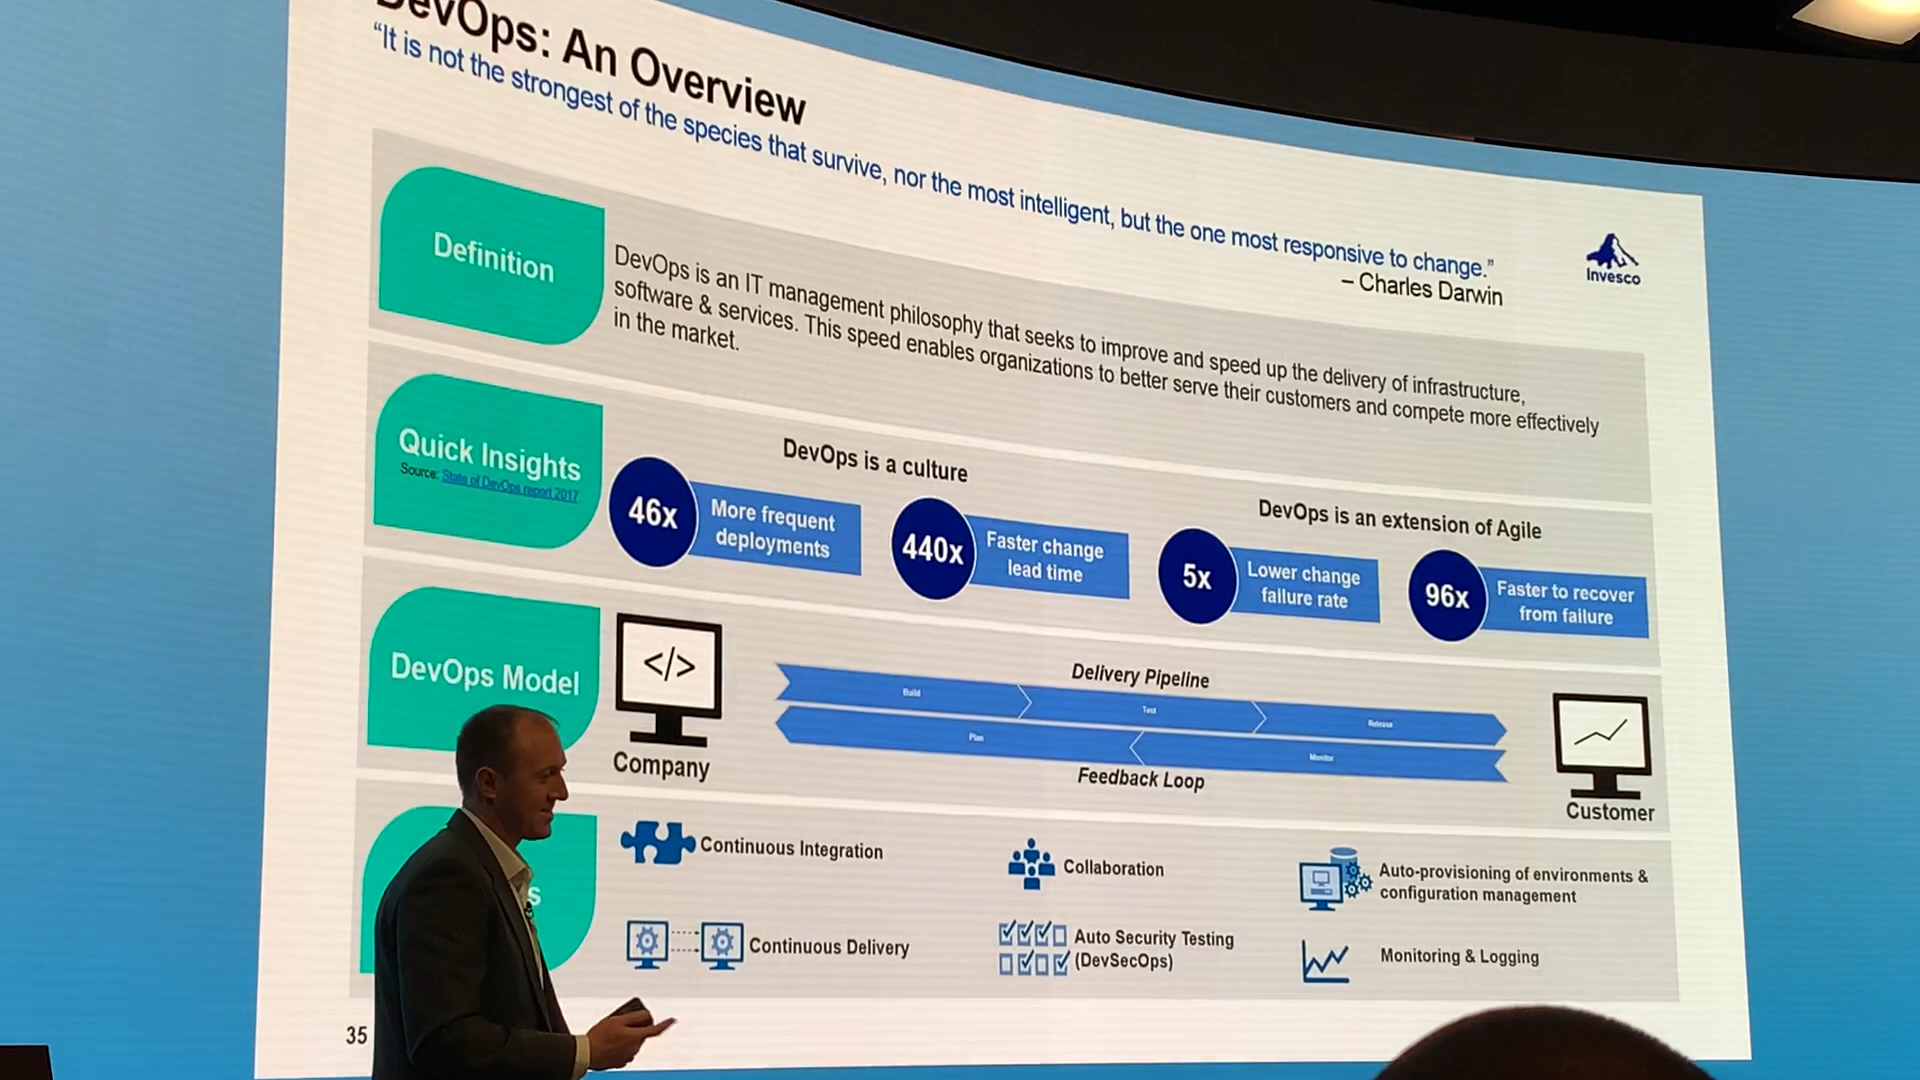 DevOps: An Overview
“It is not the strongest of the species that survive, nor the most intelligent, but the one most responsive to change.”
– Charles Darwin
Invesco
Definition
DevOps is an IT management philosophy that seeks to improve and speed up the delivery of infrastructure,
software & services. This speed enables organizations to better serve their customers and compete more effectively
in the market.
Quick Insights
Source: State of DevOps report 2017
DevOps is a culture
DevOps is an extension of Agile
46x
More frequent
deployments
440x
Faster change
lead time
5x
Lower change
failure rate
96x
Faster to recover
from failure
DevOps Model
</>
Company
Delivery Pipeline
Build
Test
Release
Plan
Monitor
Feedback Loop
Customer
s
Continuous Integration
Collaboration
Auto-provisioning of environments &
configuration management
Continuous Delivery
Auto Security Testing
(DevSecOps)
Monitoring & Logging
35